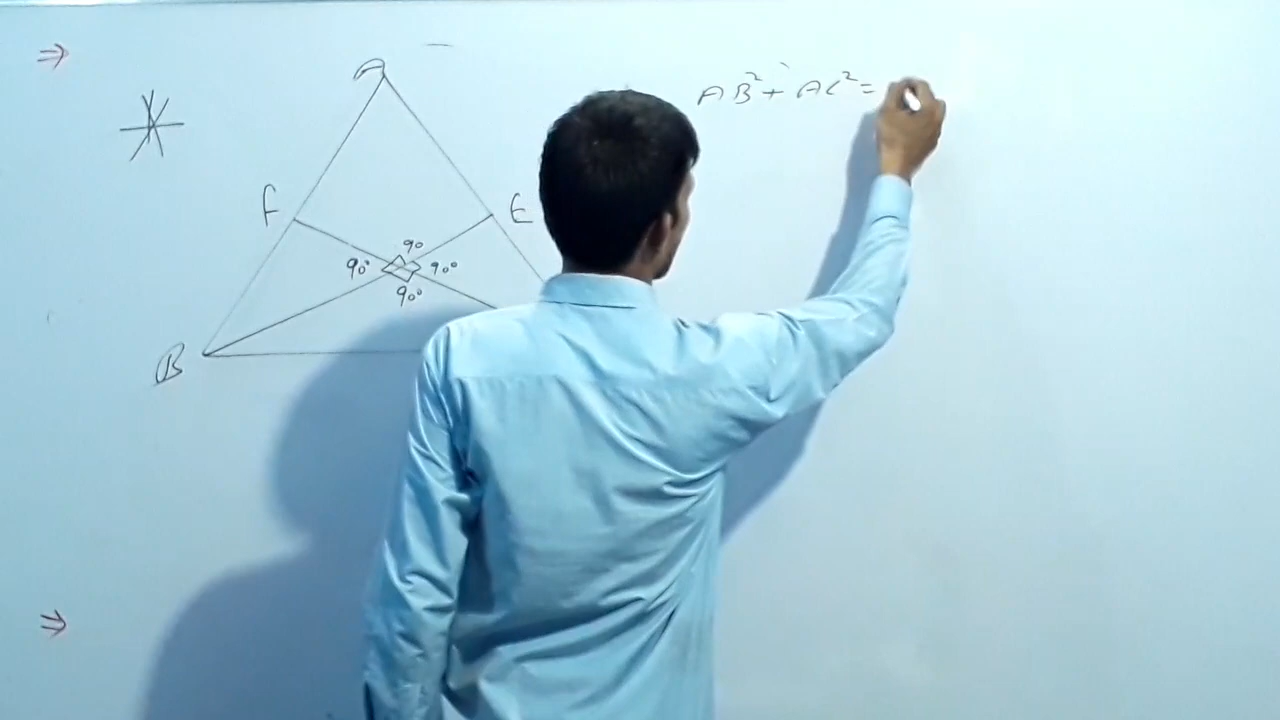 ⇒
*
A
AB² + AC² =
F
E
90
90°
90°
90°
B
⇒